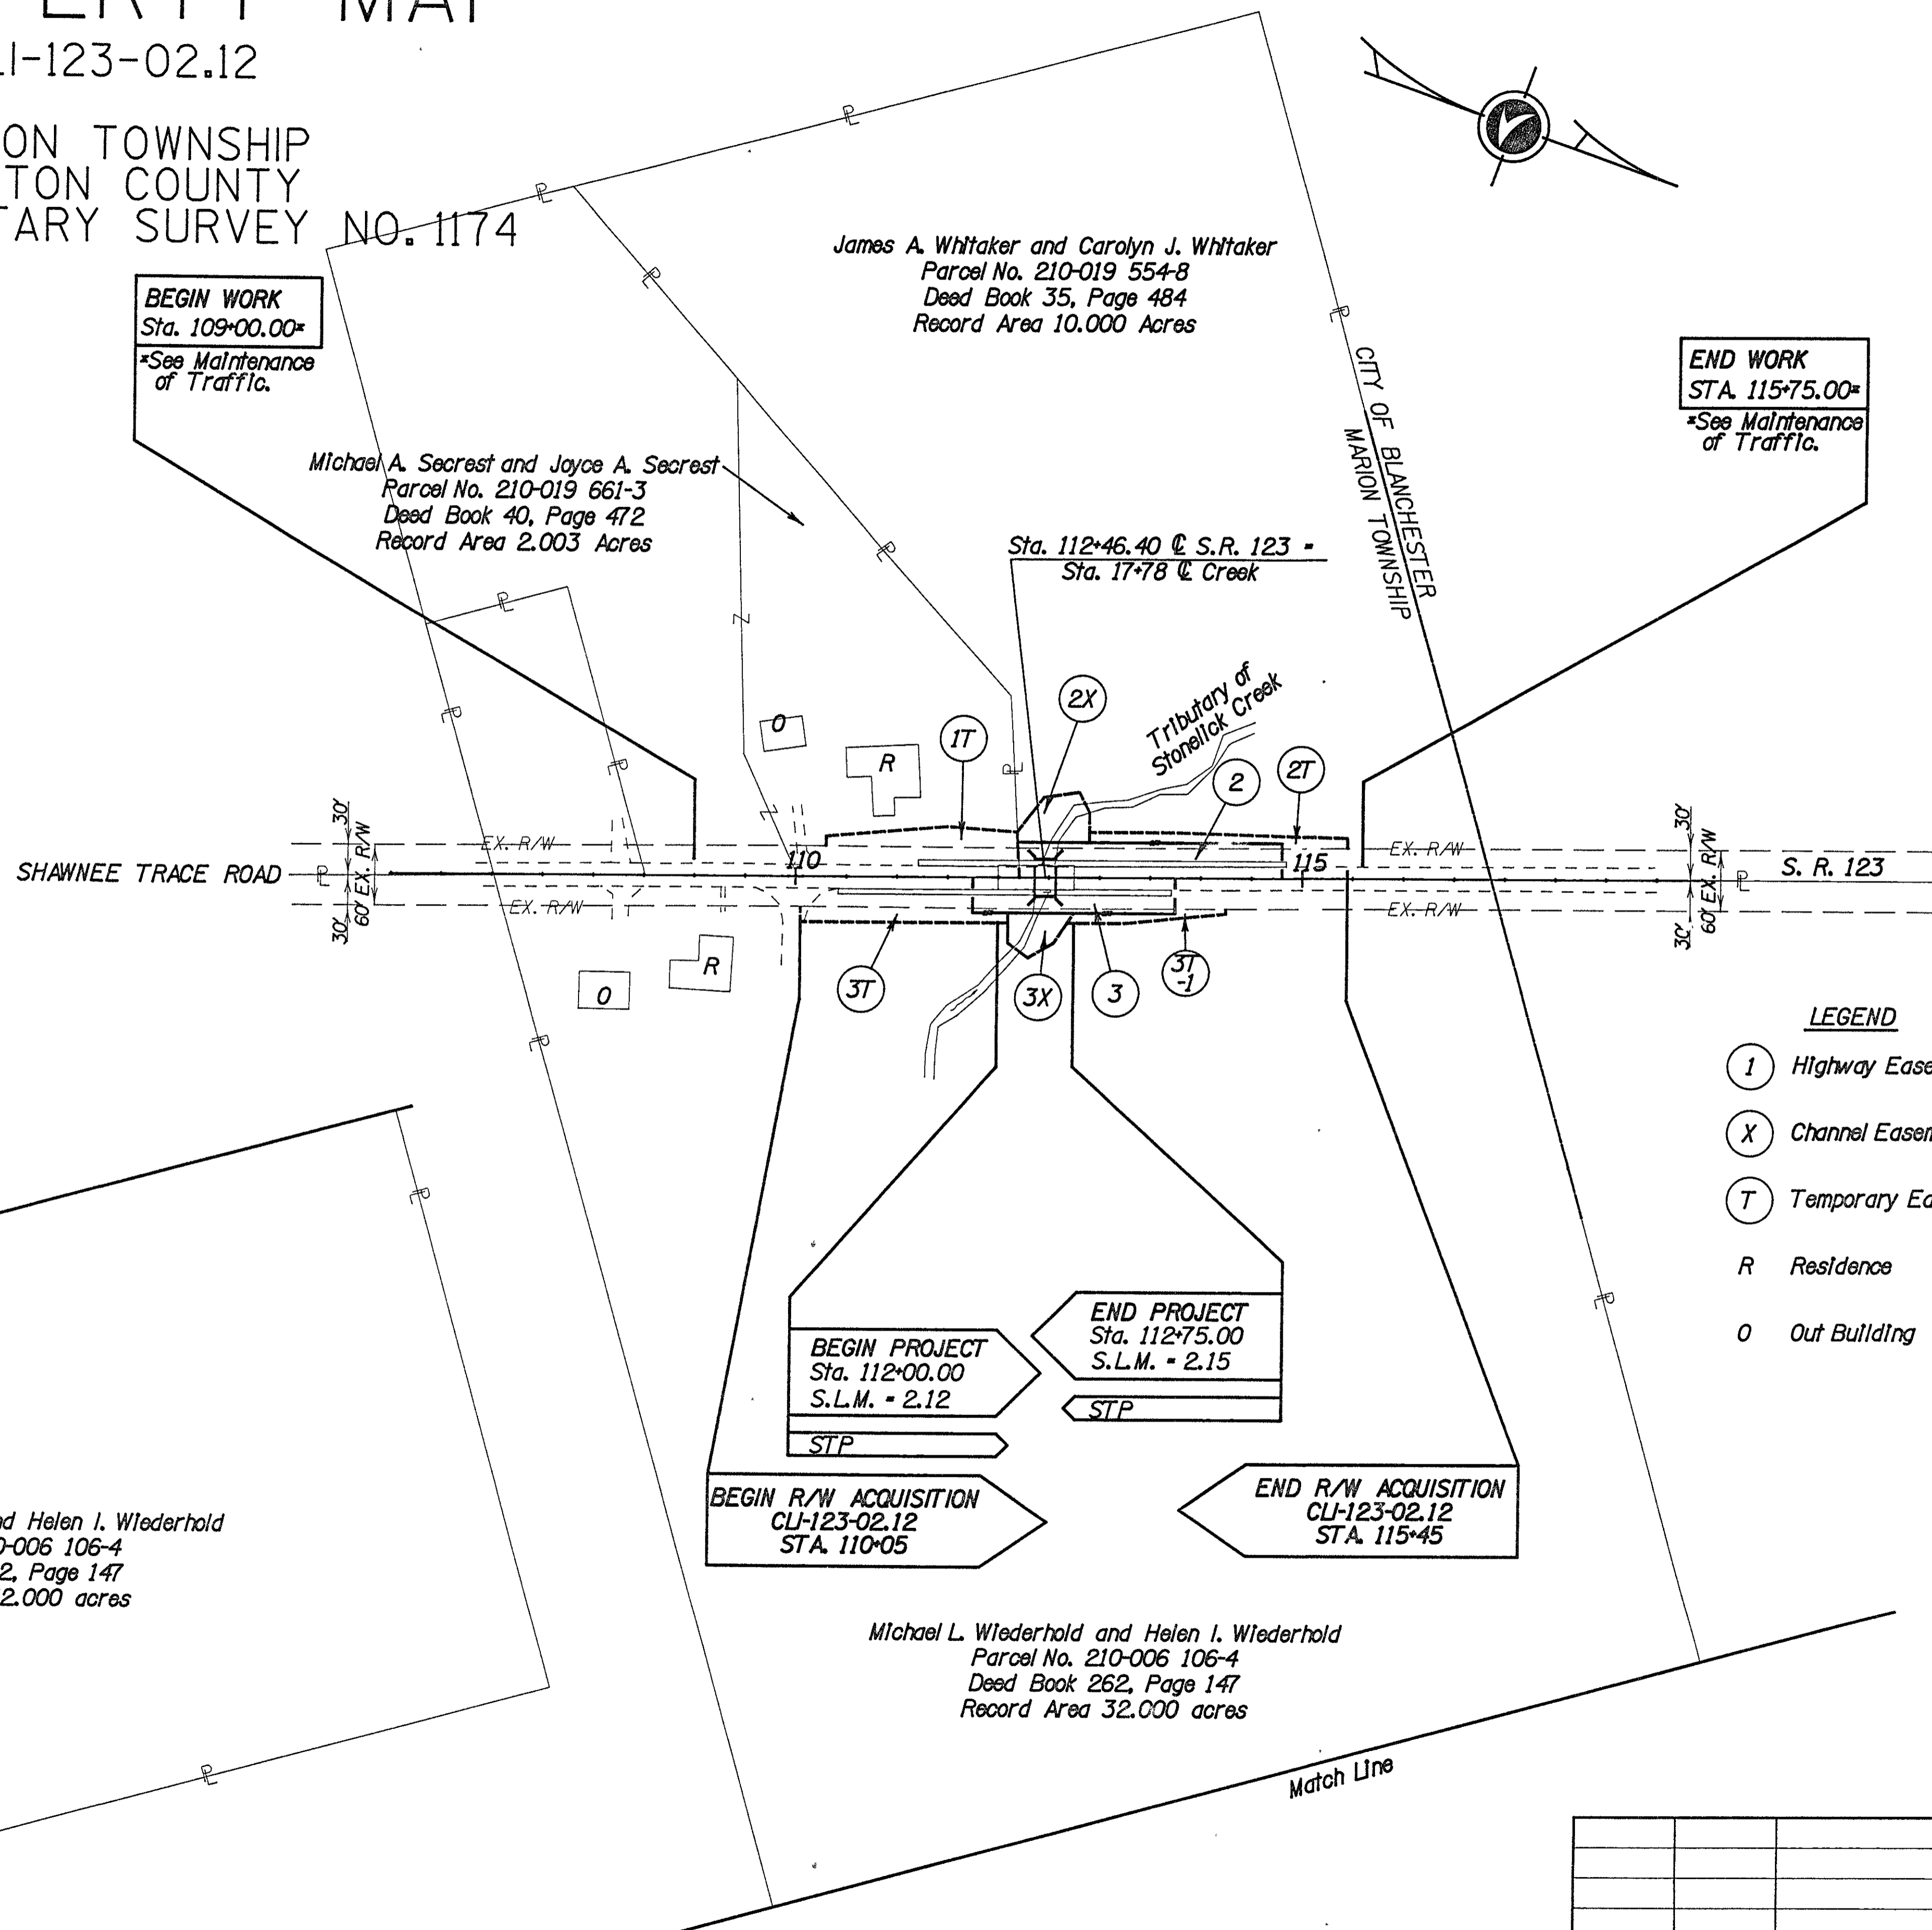 CLI-123-02.12
TOWNSHIP
COUNTY
SURVEY NO. 1174
BEGIN WORK
Sta. 109+00.00*
*See Maintenance
of Traffic.
James A. Whitaker and Carolyn J. Whitaker
Parcel No. 210-019 554-8
Deed Book 35, Page 484
Record Area 10.000 Acres
END WORK
STA. 115+75.00*
*See Maintenance
of Traffic.
CITY OF BLANCHESTER
MARION TOWNSHIP
Michael A. Secrest and Joyce A. Secrest
Parcel No. 210-019 661-3
Deed Book 40, Page 472
Record Area 2.003 Acres
Sta. 112+46.40 ℄ S.R. 123 =
Sta. 17+78 ℄ Creek
Tributary of
Stonelick Creek
2X
1T
2
2T
O
R
30'
30'
60' EX. R/W
EX. R/W
EX. R/W
SHAWNEE TRACE ROAD
110
115
EX. R/W
EX. R/W
30'
30'
60' EX. R/W
S. R. 123
R
O
3T
3X
3
3T
-1
LEGEND
1 Highway
X Channel
T Temporary
R Residence
O Out Building
BEGIN PROJECT
Sta. 112+00.00
S.L.M. = 2.12
STP
END PROJECT
Sta. 112+75.00
S.L.M. = 2.15
STP
BEGIN R/W ACQUISITION
CLI-123-02.12
STA. 110+05
END R/W ACQUISITION
CLI-123-02.12
STA. 115+45
Helen I. Wiederhold
006 106-4
Page 147
2.000 acres
Michael L. Wiederhold and Helen I. Wiederhold
Parcel No. 210-006 106-4
Deed Book 262, Page 147
Record Area 32.000 acres
Match Line